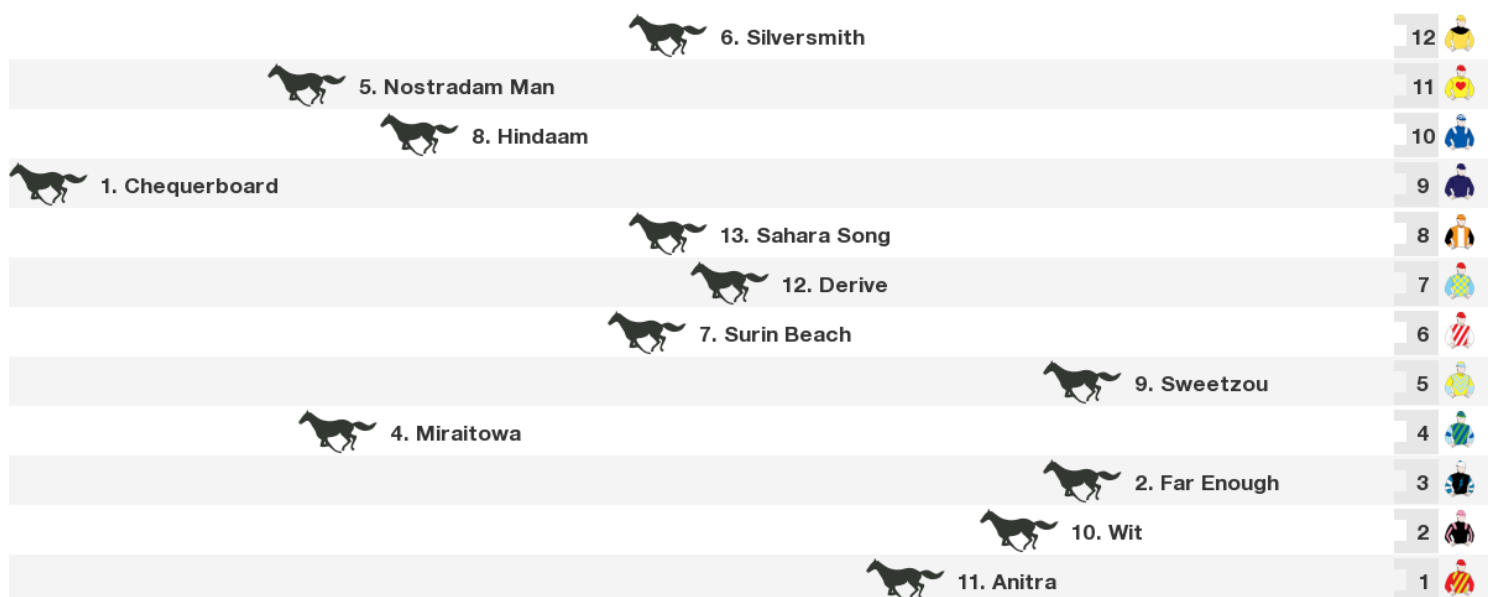 6. Silversmith 12
5. Nostradam Man 11
8. Hindaam 10
1. Chequerboard 9
13. Sahara Song 8
12. Derive 7
7. Surin Beach 6
9. Sweetzou 5
4. Miraitowa 4
2. Far Enough 3
10. Wit 2
11. Anitra 1